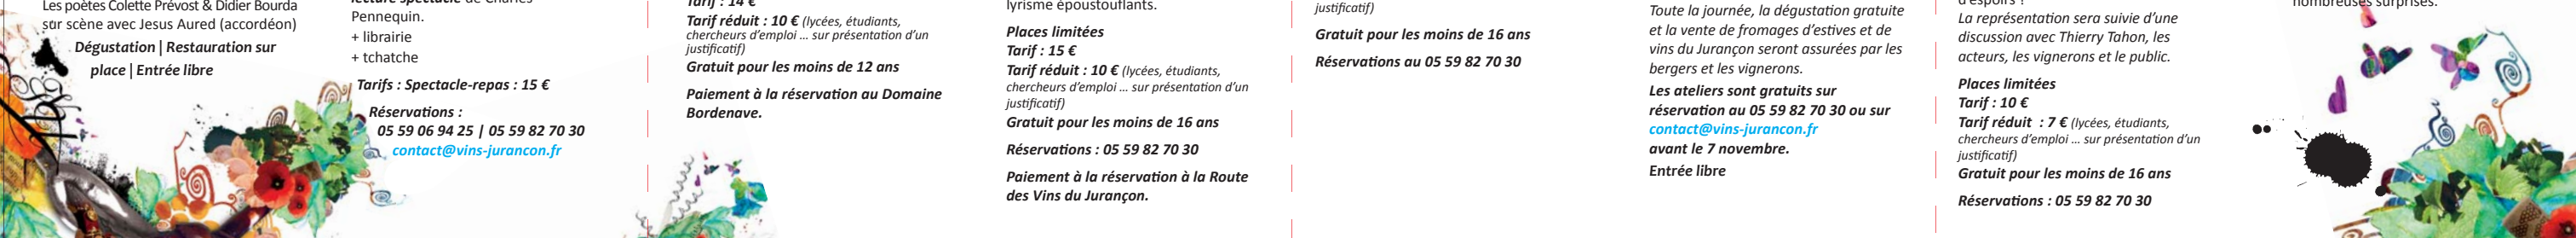 Les poètes Colette Prévost & Didier Bourda
sur scène avec Jesus Aured (accordéon)
Dégustation | Restauration sur
place | Entrée libre
lecture spectacle de Charles
Pennequin.
+ librairie
+ tchatche
Tarifs : Spectacle-repas : 15 €
Réservations :
05 59 06 94 25 | 05 59 82 70 30
contact@vins-jurancon.fr
Tarif : 14 €
Tarif réduit : 10 € (lycées, étudiants,
chercheurs d’emploi ... sur présentation d’un
justificatif)
Gratuit pour les moins de 12 ans
Paiement à la réservation au Domaine
Bordenave.
lyrisme époustouflants.
Places limitées
Tarif : 15 €
Tarif réduit : 10 € (lycées, étudiants,
chercheurs d’emploi ... sur présentation d’un
justificatif)
Gratuit pour les moins de 16 ans
Réservations : 05 59 82 70 30
Paiement à la réservation à la Route
des Vins du Jurançon.
justificatif)
Gratuit pour les moins de 16 ans
Réservations au 05 59 82 70 30
Toute la journée, la dégustation gratuite
et la vente de fromages d’estives et de
vins du Jurançon seront assurées par les
bergers et les vignerons.
Les ateliers sont gratuits sur
réservation au 05 59 82 70 30 ou sur
contact@vins-jurancon.fr
avant le 7 novembre.
Entrée libre
d’espoirs !
La représentation sera suivie d’une
discussion avec Thierry Tahon, les
acteurs, les vignerons et le public.
Places limitées
Tarif : 10 €
Tarif réduit  : 7 € (lycées, étudiants,
chercheurs d’emploi ... sur présentation d’un
justificatif)
Gratuit pour les moins de 16 ans
Réservations : 05 59 82 70 30
nombreuses surprises.